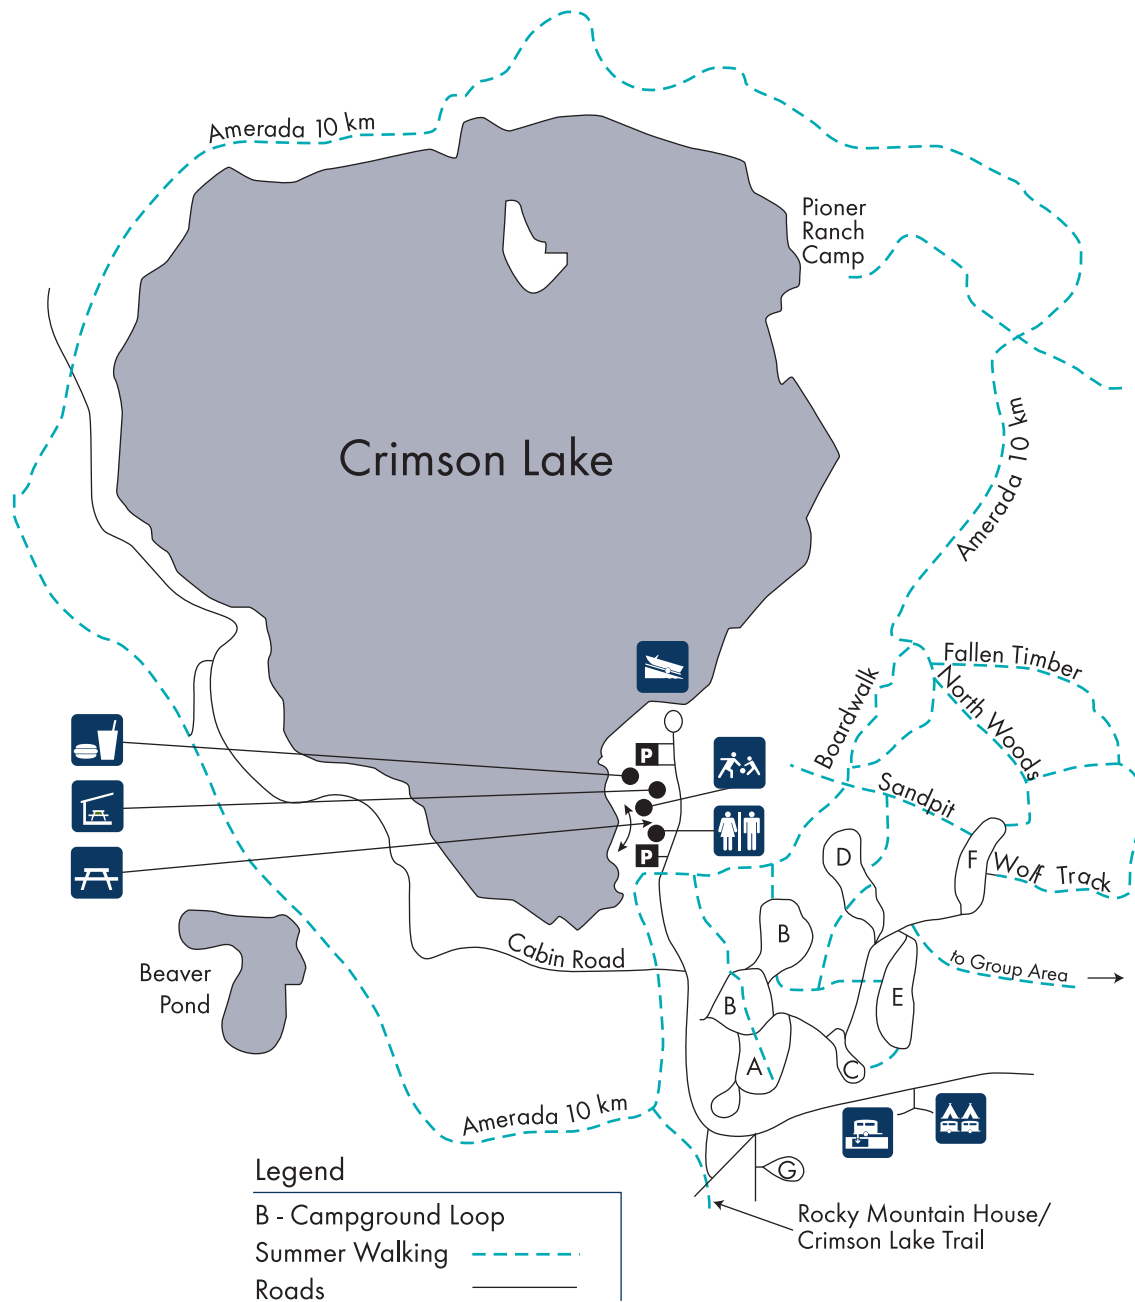 Amerada 10 km
Pioner
Ranch
Camp
Crimson Lake
Amerada 10 km
Fallen Timber
North Woods
Boardwalk
Sandpit
P
P
D
F
Wolf Track
B
Cabin Road
to Group Area
Beaver
Pond
B
E
A
C
Amerada 10 km
G
Legend
B - Campground Loop
Summer Walking
Roads
Rocky Mountain House/
Crimson Lake Trail